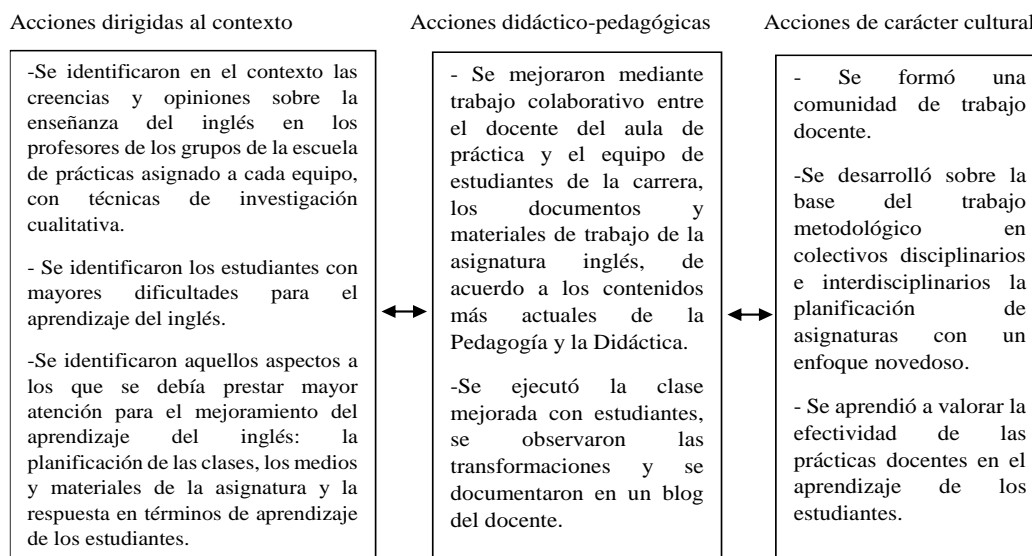 Acciones dirigidas al contexto
-Se identificaron en el contexto las
creencias y opiniones sobre la
enseñanza del inglés en los
profesores de los grupos de la escuela
de prácticas asignado a cada equipo,
con técnicas de investigación
cualitativa.
- Se identificaron los estudiantes con
mayores dificultades para el
aprendizaje del inglés.
-Se identificaron aquellos aspectos a
los que se debía prestar mayor
atención para el mejoramiento del
aprendizaje del inglés: la
planificación de las clases, los medios
y materiales de la asignatura y la
respuesta en términos de aprendizaje
de los estudiantes.
Acciones didáctico-pedagógicas
- Se mejoraron mediante
trabajo colaborativo entre
el docente del aula de
práctica y el equipo de
estudiantes de la carrera,
los documentos y
materiales de trabajo de la
asignatura inglés, de
acuerdo a los contenidos
más actuales de la
Pedagogía y la Didáctica.
-Se ejecutó la clase
mejorada con estudiantes,
se observaron las
transformaciones y se
documentaron en un blog
del docente.
Acciones de carácter cultural
- Se formó una
comunidad de trabajo
docente.
-Se desarrolló sobre la
base del trabajo
metodológico en
colectivos disciplinarios
e interdisciplinarios la
planificación de
asignaturas con un
enfoque novedoso.
- Se aprendió a valorar la
efectividad de las
prácticas docentes en el
aprendizaje de los
estudiantes.